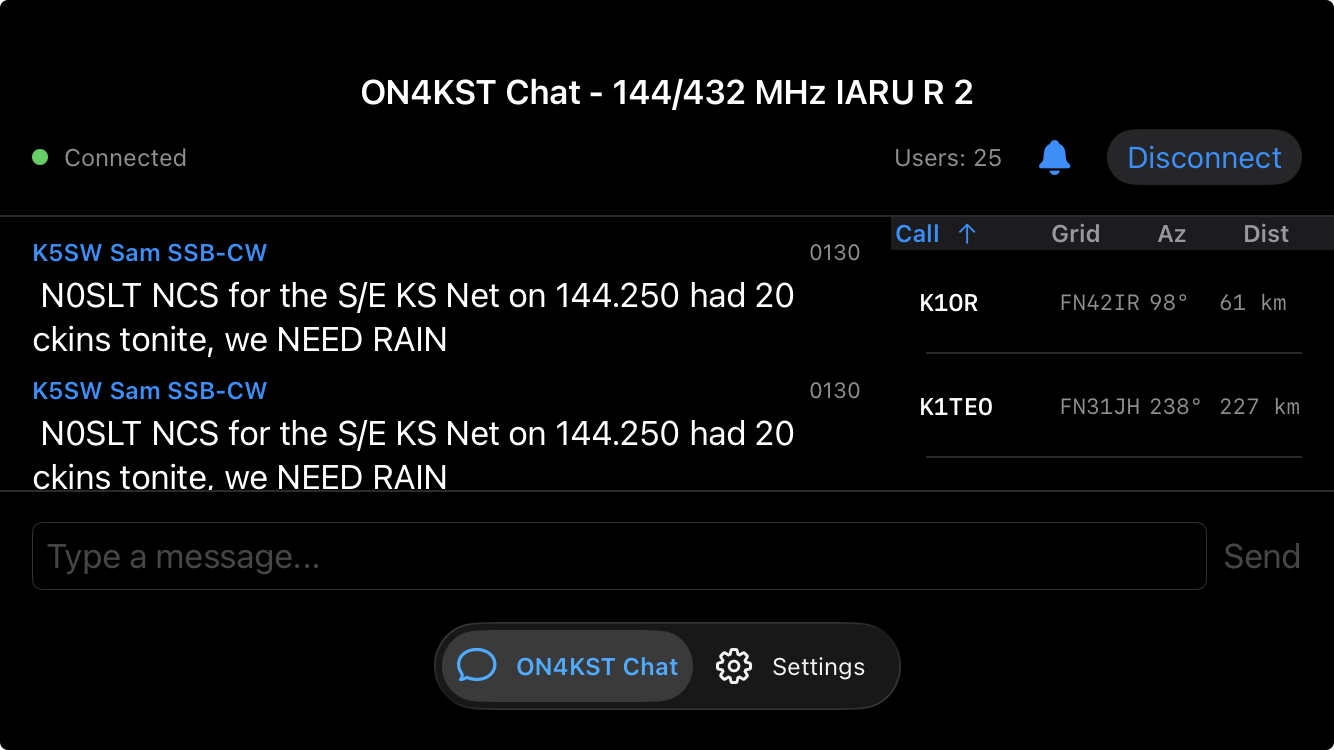 ON4KST Chat - 144/432 MHz IARU R 2
Connected
Users: 25
Disconnect
K5SW Sam SSB-CW 0130
N0SLT NCS for the S/E KS Net on 144.250 had 20
ckins tonite, we NEED RAIN
K5SW Sam SSB-CW 0130
N0SLT NCS for the S/E KS Net on 144.250 had 20
ckins tonite, we NEED RAIN
Call ↑ Grid Az Dist
K1OR FN42IR 98° 61 km
K1TEO FN31JH 238° 227 km
Type a message...
Send
ON4KST Chat
Settings